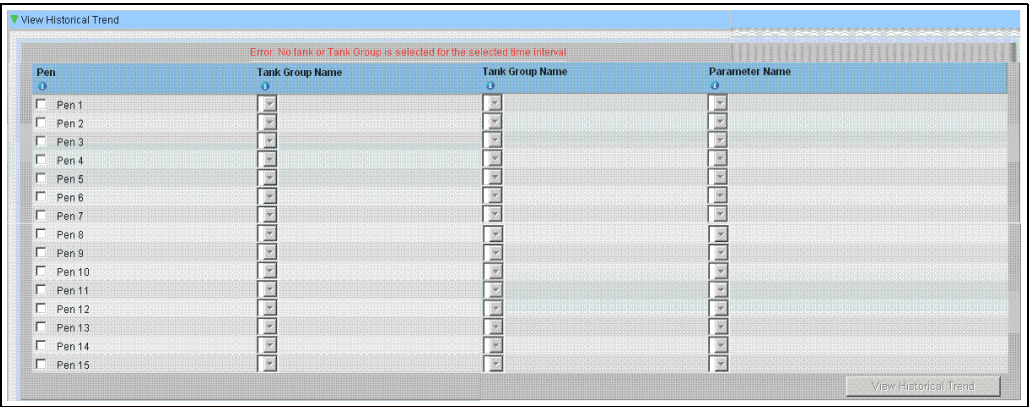 View Historical Trend
Error: No tank or Tank Group is selected for the selected time interval
Pen Tank Group Name Tank Group Name Parameter Name
Pen 1
Pen 2
Pen 3
Pen 4
Pen 5
Pen 6
Pen 7
Pen 8
Pen 9
Pen 10
Pen 11
Pen 12
Pen 13
Pen 14
Pen 15
View Historical Trend